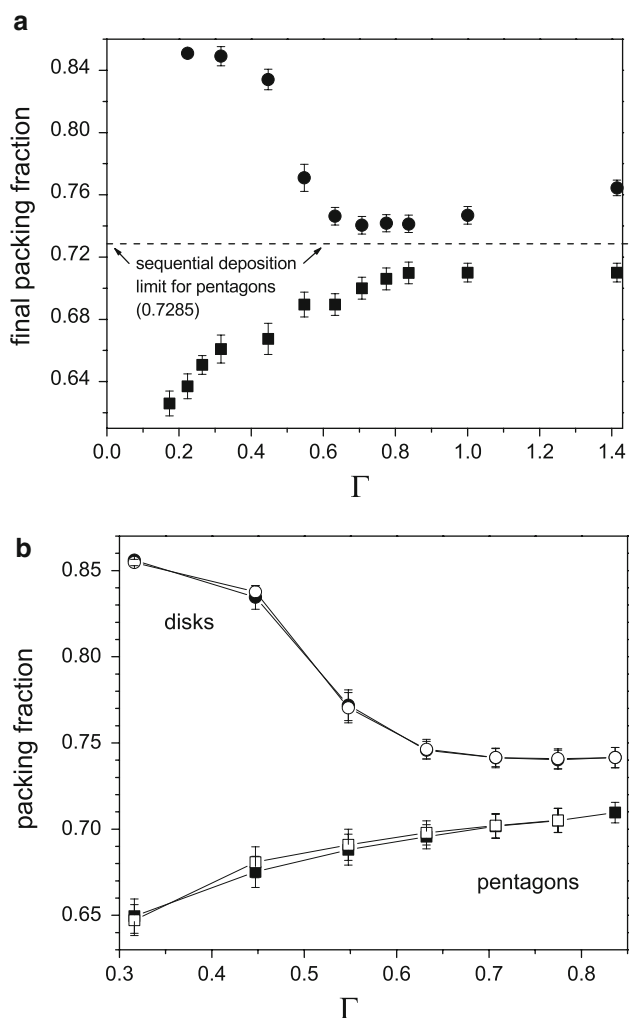 a
final packing fraction
0.84
0.80
0.76
0.72
0.68
0.64
sequential deposition
limit for pentagons
(0.7285)
0.0 0.2 0.4 0.6 0.8 1.0 1.2 1.4
Γ
b
packing fraction
0.85
0.80
0.75
0.70
0.65
disks
pentagons
0.3 0.4 0.5 0.6 0.7 0.8
Γ